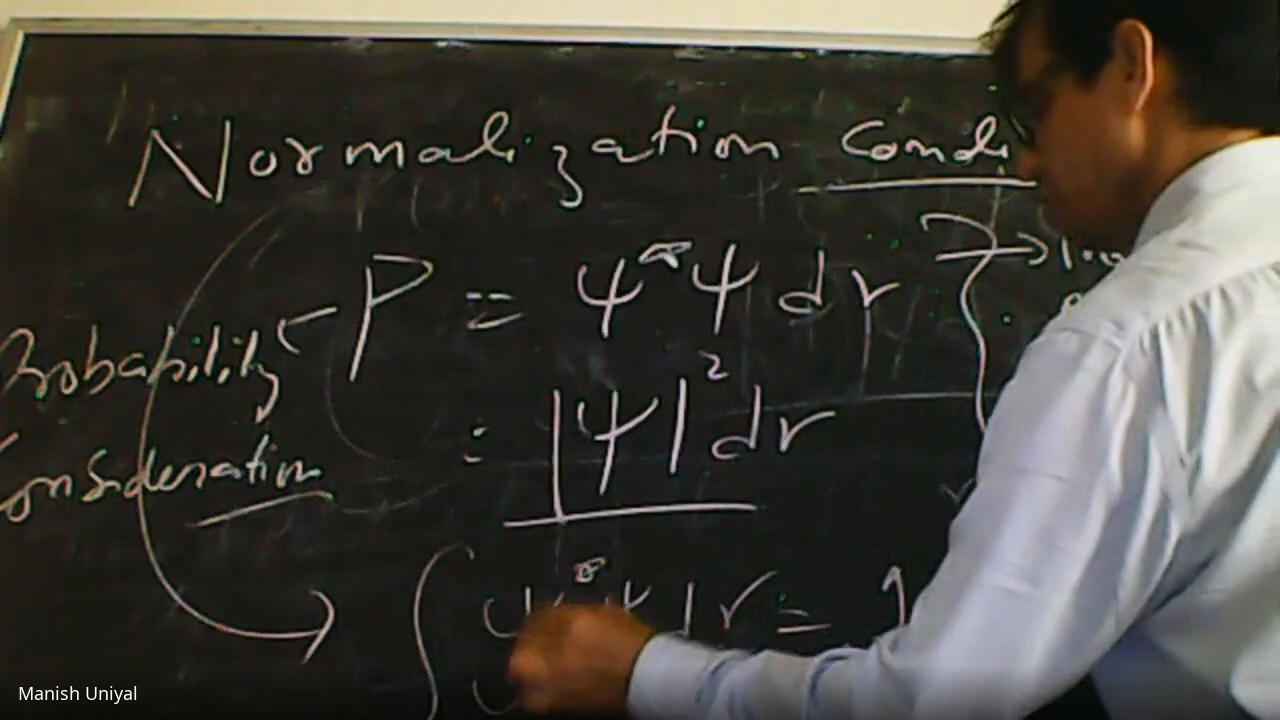 Normalization Condi
P = ψ*ψ dr
Probability
= |ψ|² dr
Consideration
∫ ψ*ψ dr = 1
Manish Uniyal